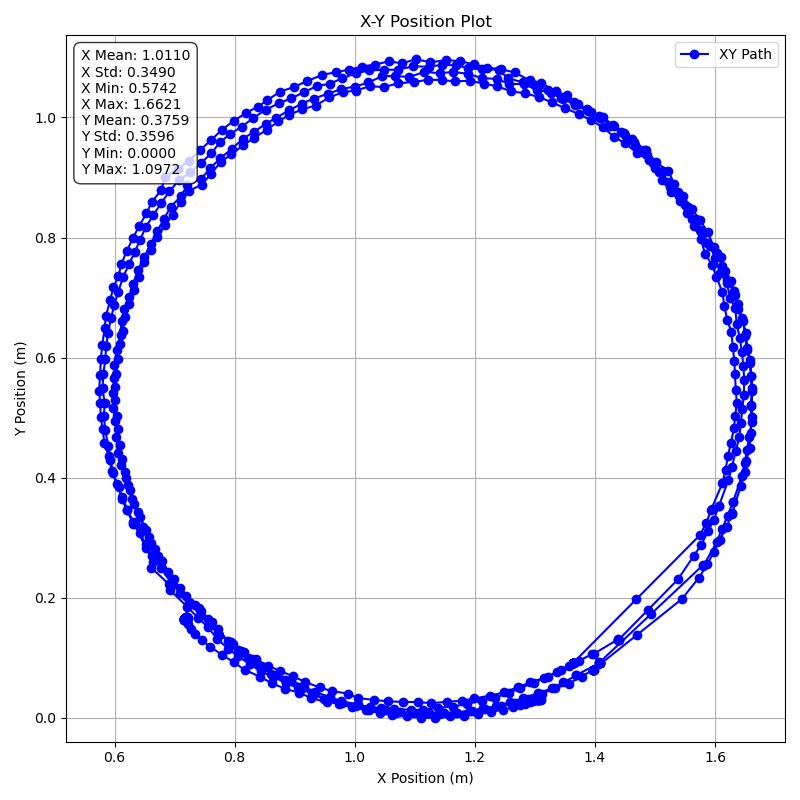 X-Y Position Plot
X Mean: 1.0110
X Std: 0.3490
X Min: 0.5742
X Max: 1.6621
Y Mean: 0.3759
Y Std: 0.3596
Y Min: 0.0000
Y Max: 1.0972
XY Path
Y Position (m)
1.0
0.8
0.6
0.4
0.2
0.0
0.6 0.8 1.0 1.2 1.4 1.6
X Position (m)